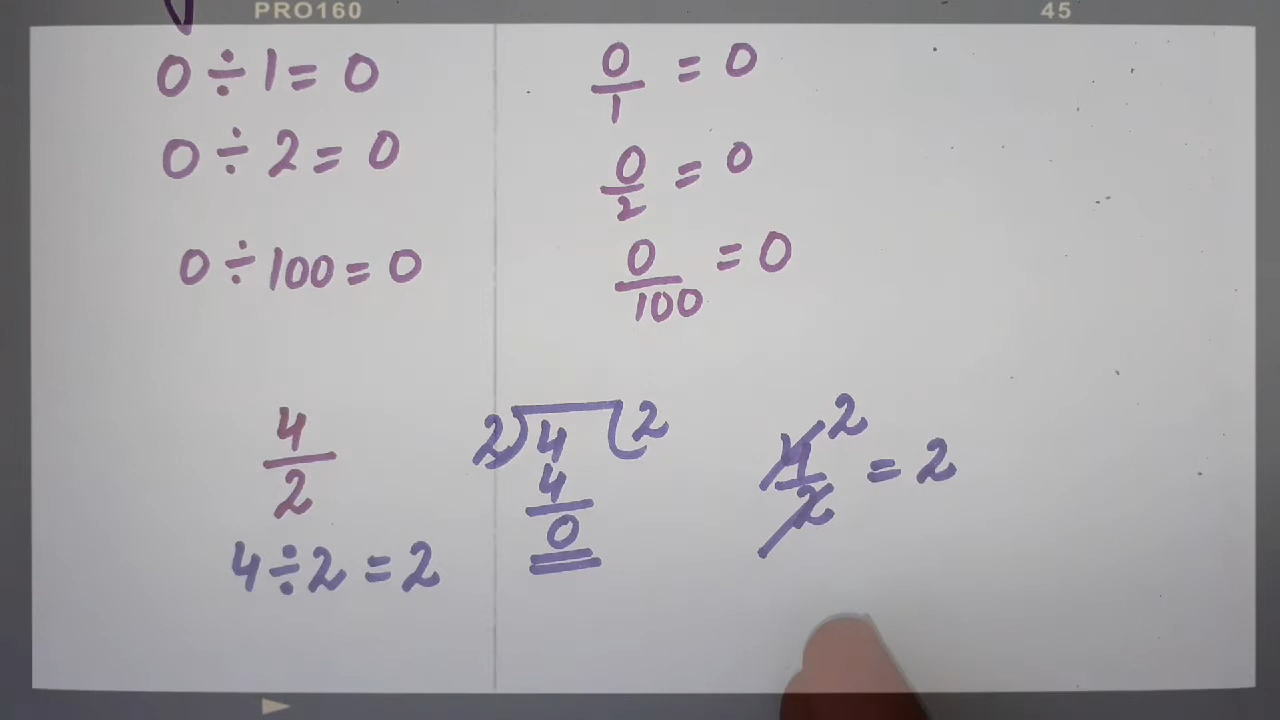 PRO160 45
0 ÷ 1 = 0
0 ÷ 2 = 0
0 ÷ 100 = 0
0/1 = 0
0/2 = 0
0/100 = 0
4/2
4 ÷ 2 = 2
2)4(2
4
0
4/2 2 = 2